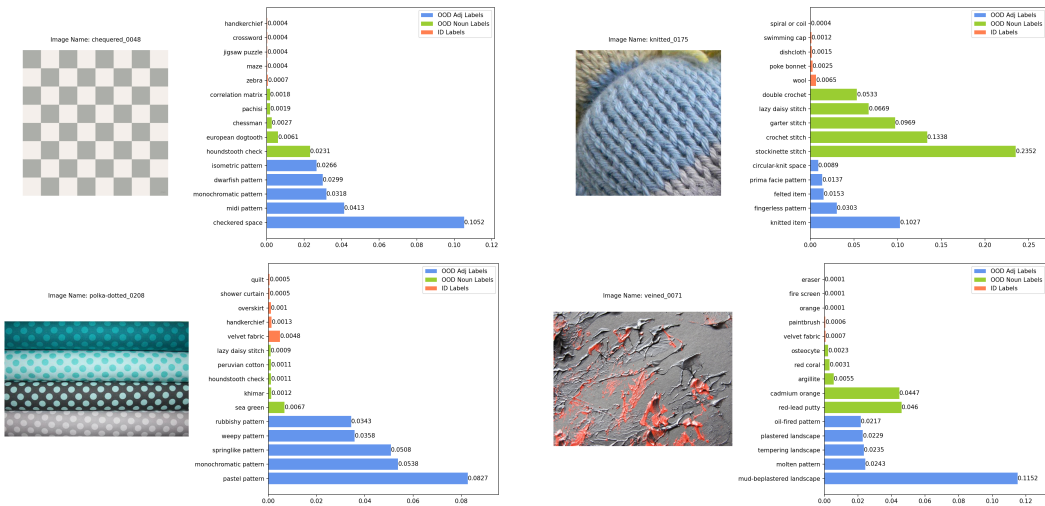 Image Name: chequered_0048
OOD Adj Labels
OOD Noun Labels
ID Labels
handkerchief 0.0004
crossword 0.0004
jigsaw puzzle 0.0004
maze 0.0004
zebra 0.0007
correlation matrix 0.0018
pachisi 0.0019
chessman 0.0027
european dogtooth 0.0061
houndstooth check 0.0231
isometric pattern 0.0266
dwarfish pattern 0.0299
monochromatic pattern 0.0318
midi pattern 0.0413
checkered space 0.1052
0.00 0.02 0.04 0.06 0.08 0.10 0.12
Image Name: knitted_0175
OOD Adj Labels
OOD Noun Labels
ID Labels
spiral or coil 0.0004
swimming cap 0.0012
dishcloth 0.0015
poke bonnet 0.0025
wool 0.0065
double crochet 0.0533
lazy daisy stitch 0.0669
garter stitch 0.0969
crochet stitch 0.1338
stockinette stitch 0.2352
circular-knit space 0.0089
prima facie pattern 0.0137
felted item 0.0153
fingerless pattern 0.0303
knitted item 0.1027
0.00 0.05 0.10 0.15 0.20 0.25
Image Name: polka-dotted_0208
OOD Adj Labels
OOD Noun Labels
ID Labels
quilt 0.0005
shower curtain 0.0005
overskirt 0.001
handkerchief 0.0013
velvet fabric 0.0048
lazy daisy stitch 0.0009
peruvian cotton 0.0011
houndstooth check 0.0011
khimar 0.0012
sea green 0.0067
rubbishy pattern 0.0343
weepy pattern 0.0358
springlike pattern 0.0508
monochromatic pattern 0.0538
pastel pattern 0.0827
0.00 0.02 0.04 0.06 0.08
Image Name: veined_0071
OOD Adj Labels
OOD Noun Labels
ID Labels
eraser 0.0001
fire screen 0.0001
orange 0.0001
paintbrush 0.0006
velvet fabric 0.0007
osteocyte 0.0023
red coral 0.0031
argillite 0.0055
cadmium orange 0.0447
red-lead putty 0.046
oil-fired pattern 0.0217
plastered landscape 0.0229
tempering landscape 0.0235
molten pattern 0.0243
mud-beplastered landscape 0.1152
0.00 0.02 0.04 0.06 0.08 0.10 0.12